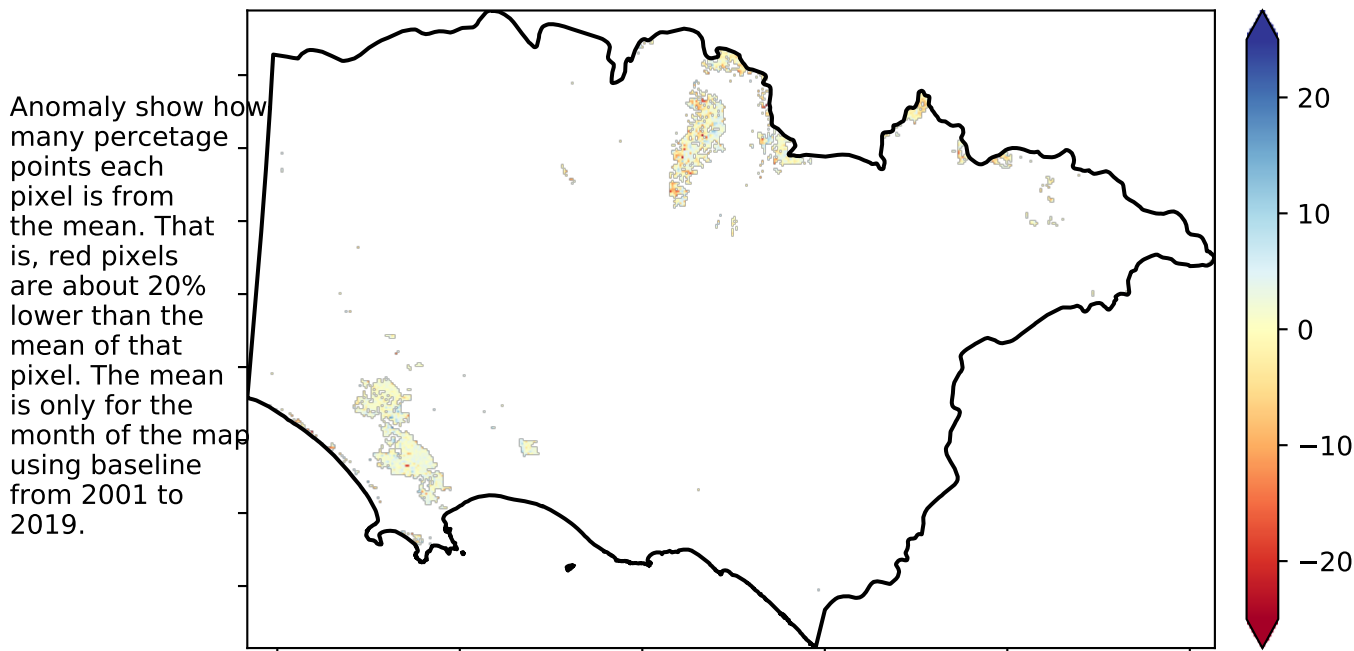 Anomaly show how
many percetage
points each
pixel is from
the mean. That
is, red pixels
are about 20%
lower than the
mean of that
pixel. The mean
is only for the
month of the map
using baseline
from 2001 to
2019.
20
10
0
−10
−20